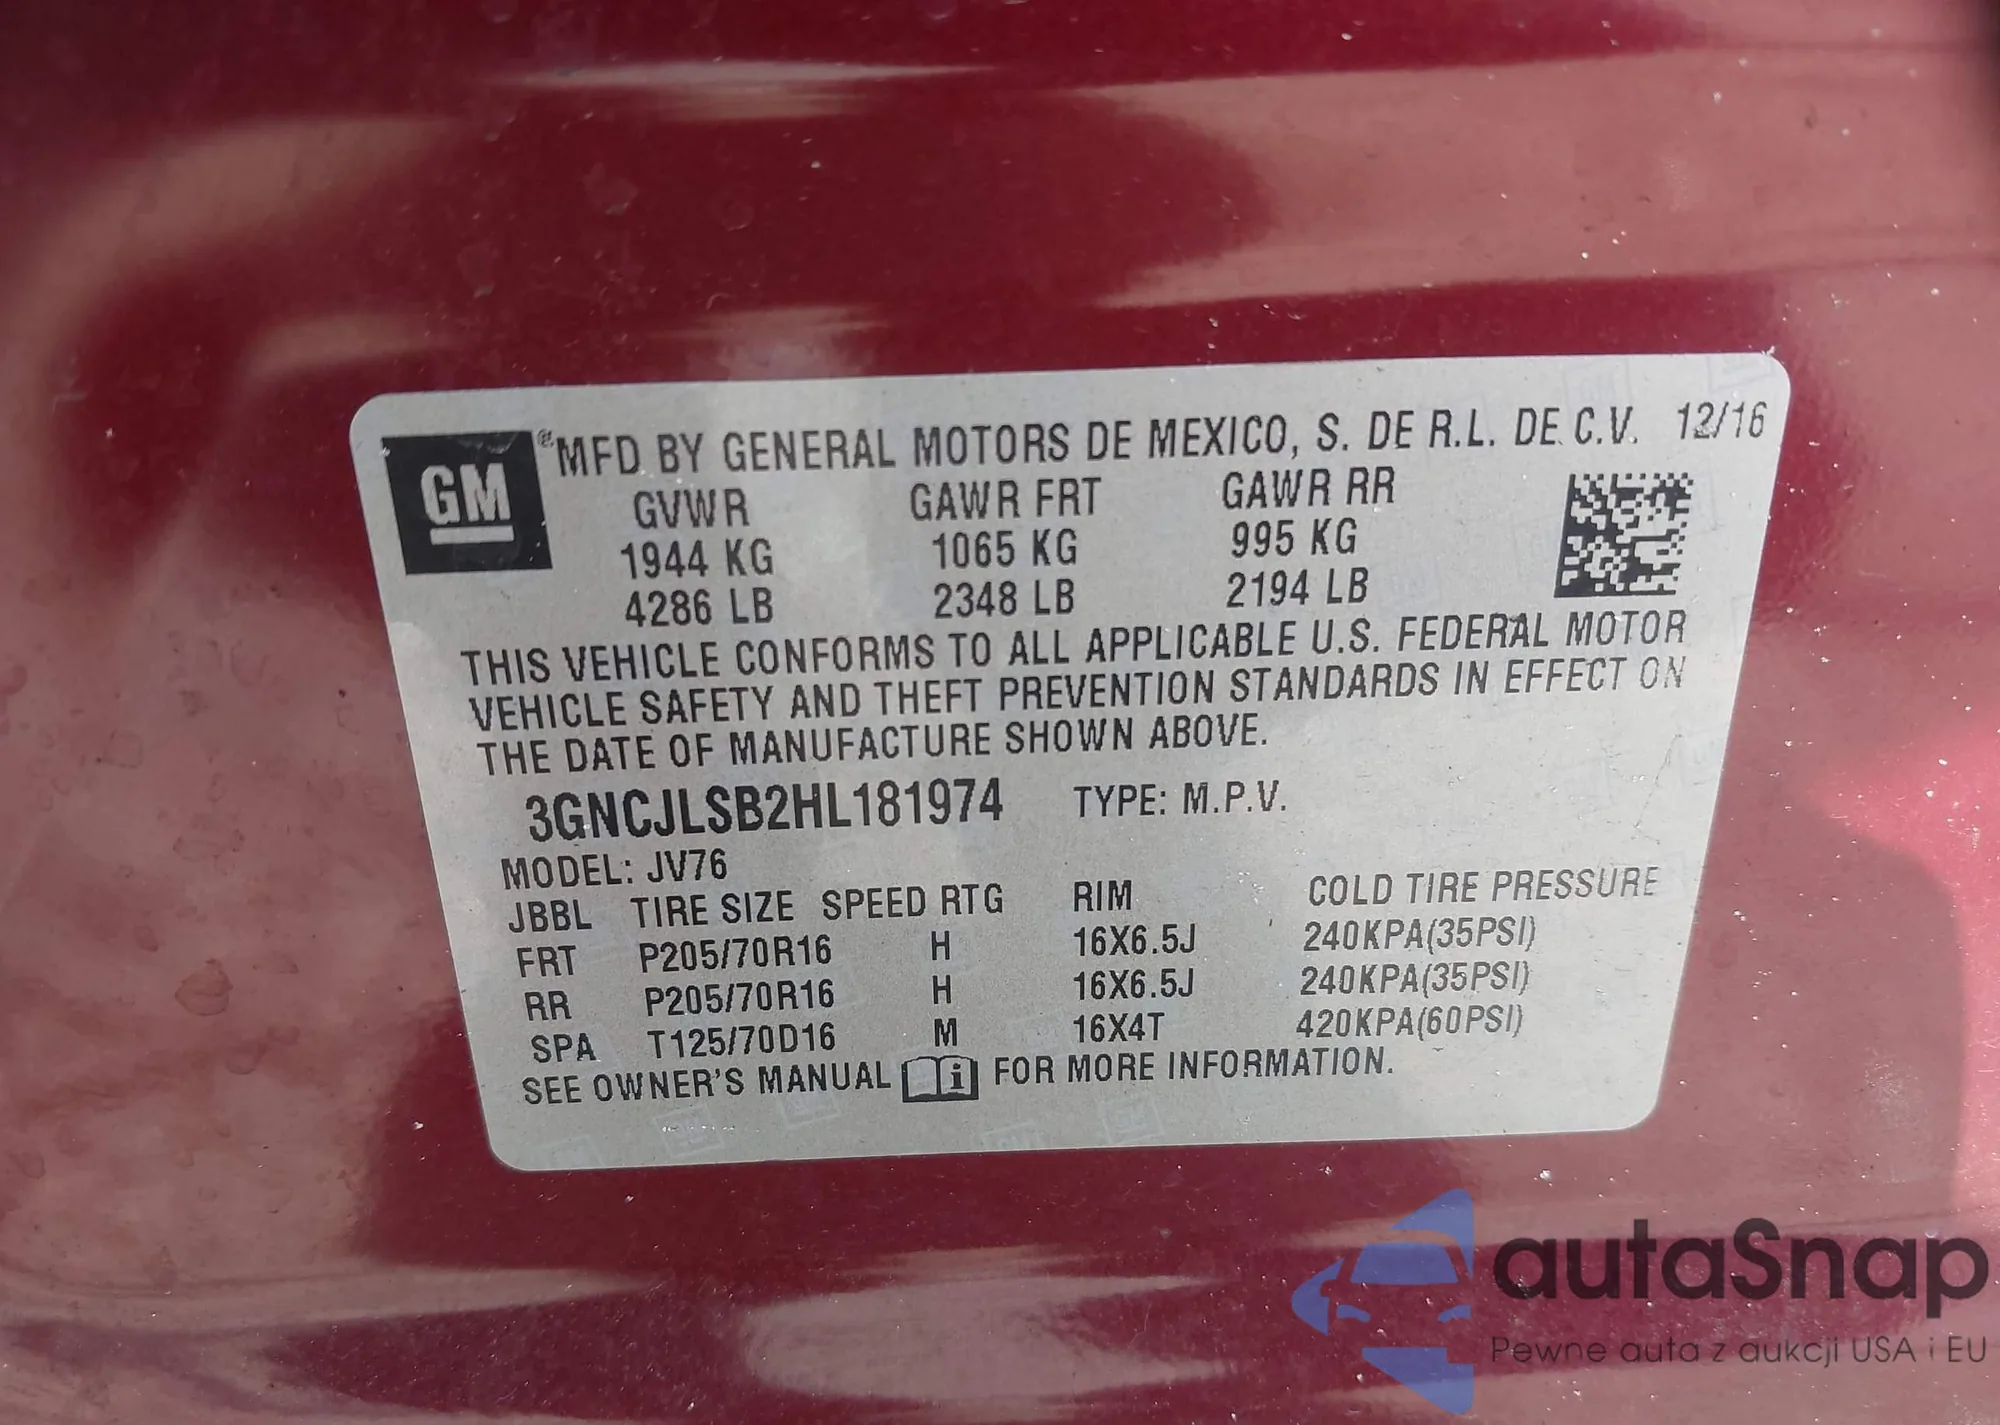 GM ® MFD BY GENERAL MOTORS DE MEXICO, S. DE R.L. DE C.V. 12/16
GVWR GAWR FRT GAWR RR
1944 KG 1065 KG 995 KG
4286 LB 2348 LB 2194 LB
THIS VEHICLE CONFORMS TO ALL APPLICABLE U.S. FEDERAL MOTOR
VEHICLE SAFETY AND THEFT PREVENTION STANDARDS IN EFFECT ON
THE DATE OF MANUFACTURE SHOWN ABOVE.
3GNCJLSB2HL181974 TYPE: M.P.V.
MODEL: JV76
JBBL TIRE SIZE SPEED RTG RIM COLD TIRE PRESSURE
FRT P205/70R16 H 16X6.5J 240KPA(35PSI)
RR P205/70R16 H 16X6.5J 240KPA(35PSI)
SPA T125/70D16 M 16X4T 420KPA(60PSI)
SEE OWNER'S MANUAL i FOR MORE INFORMATION.
autaSnap
Pewne auta z aukcji USA i EU